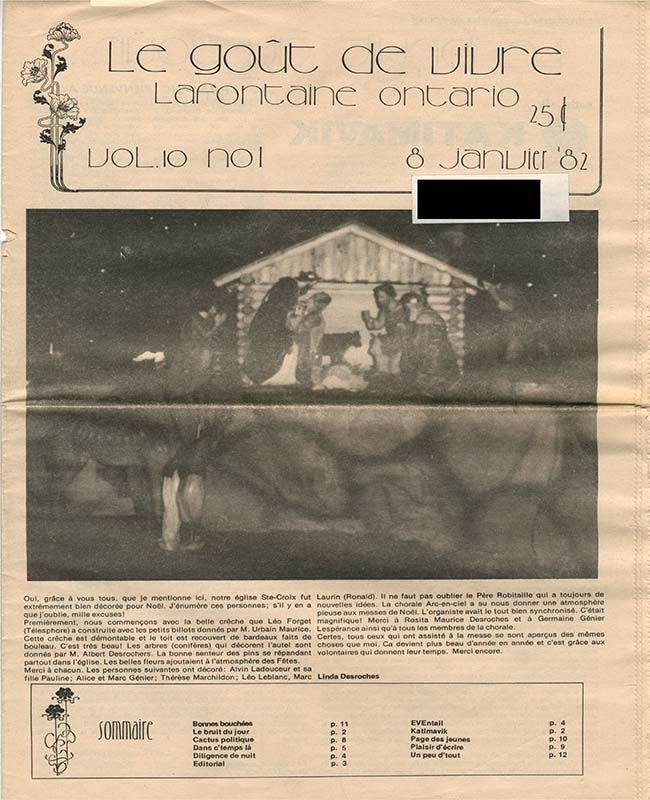 Le goût de vivre
Lafontaine ontario
25¢
Vol.10 no1
8 janvier '82
Oui, grâce à vous tous, que je mentionne ici, notre église Ste-Croix fut
extrêmement bien décorée pour Noël. J'énumère ces personnes; s'il y en a
que j'oublie, mille excuses!
Premièrement, nous commençons avec la belle crèche que Léo Forget
(Télesphore) a construite avec les petits billots donnés par M. Urbain Maurice.
Cette crèche est démontable et le toit est recouvert de bardeaux faits de
bouleau. C'est très beau! Les arbres (conifères) qui décorent l'autel sont
donnés par M. Albert Desrochers. La bonne senteur des pins se répandant
partout dans l'église. Les belles fleurs ajoutaient à l'atmosphère des Fêtes.
Merci à chacun. Les personnes suivantes ont décoré: Alvin Ladouceur et sa
fille Pauline; Alice et Marc Génier; Thérèse Marchildon; Léo Leblanc, Marc
Laurin (Ronald). Il ne faut pas oublier le Père Robitaille qui a toujours de
nouvelles idées. La chorale Arc-en-ciel a su nous donner une atmosphère
pieuse aux messes de Noël. L'organiste avait le tout bien synchronisé. C'était
magnifique! Merci à Rosita Maurice Desroches et à Germaine Génier
Lespérance ainsi qu'à tous les membres de la chorale.
Certes, tous ceux qui ont assisté à la messe se sont aperçus des mêmes
choses que moi. Ca devient plus beau d'année en année et c'est grâce aux
volontaires qui donnent leur temps. Merci encore.
Linda Desroches
sommaire
Bonnes bouchées p. 11
Le bruit du jour p. 2
Cactus politique p. 8
Dans c'temps là p. 5
Diligence de nuit p. 4
Editorial p. 3
EVEntail p. 4
Katimavik p. 2
Page des jeunes p. 10
Plaisir d'écrire p. 9
Un peu d'tout p. 12